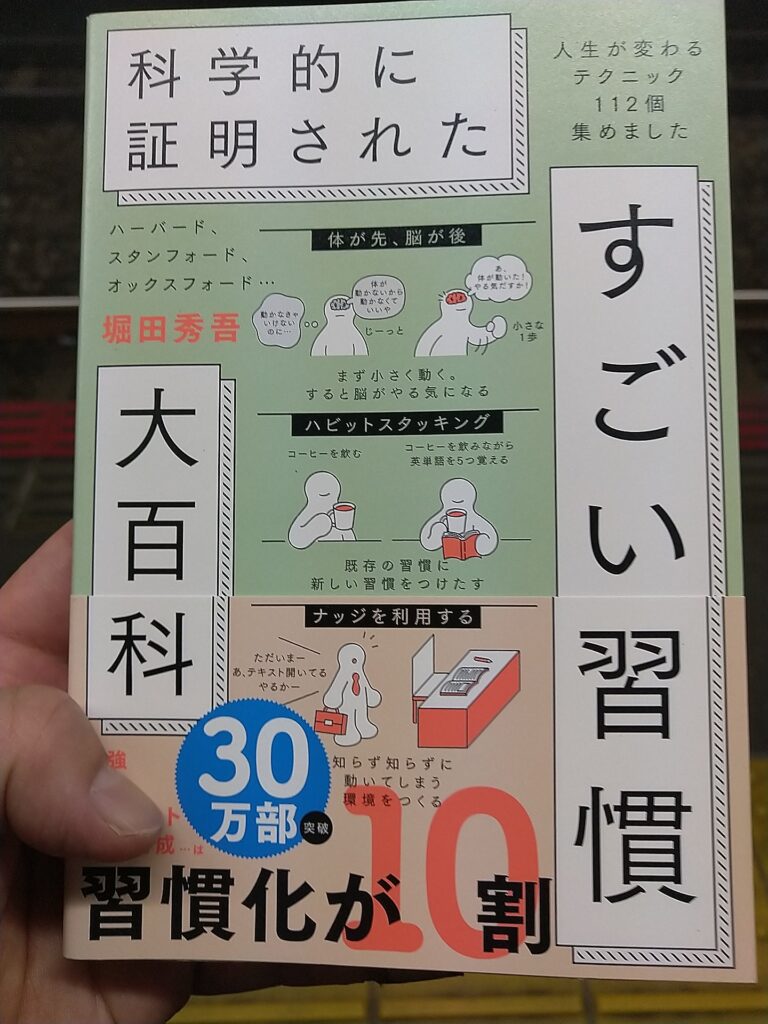 科学的に
証明された
人生が変わる
テクニック
112個
集めました
すごい習慣
大百科
ハーバード、
スタンフォード、
オックスフォード…
堀田秀吾
体が先、脳が後
動かなきゃ
いけない
のに…
体が
動かないから
動かなくて
いいや
じーっと
あ、
体が動いた!
やる気だすか!
小さな
1歩
まず小さく動く。
すると脳がやる気になる
ハビットスタッキング
コーヒーを飲む
コーヒーを飲みながら
英単語を5つ覚える
既存の習慣に
新しい習慣をつけたす
ナッジを利用する
ただいまー
あ、テキスト開いてる
やるかー
知らず知らずに
動いてしまう
環境をつくる
30
万部
突破
強
ト
成…は
習慣化が10割